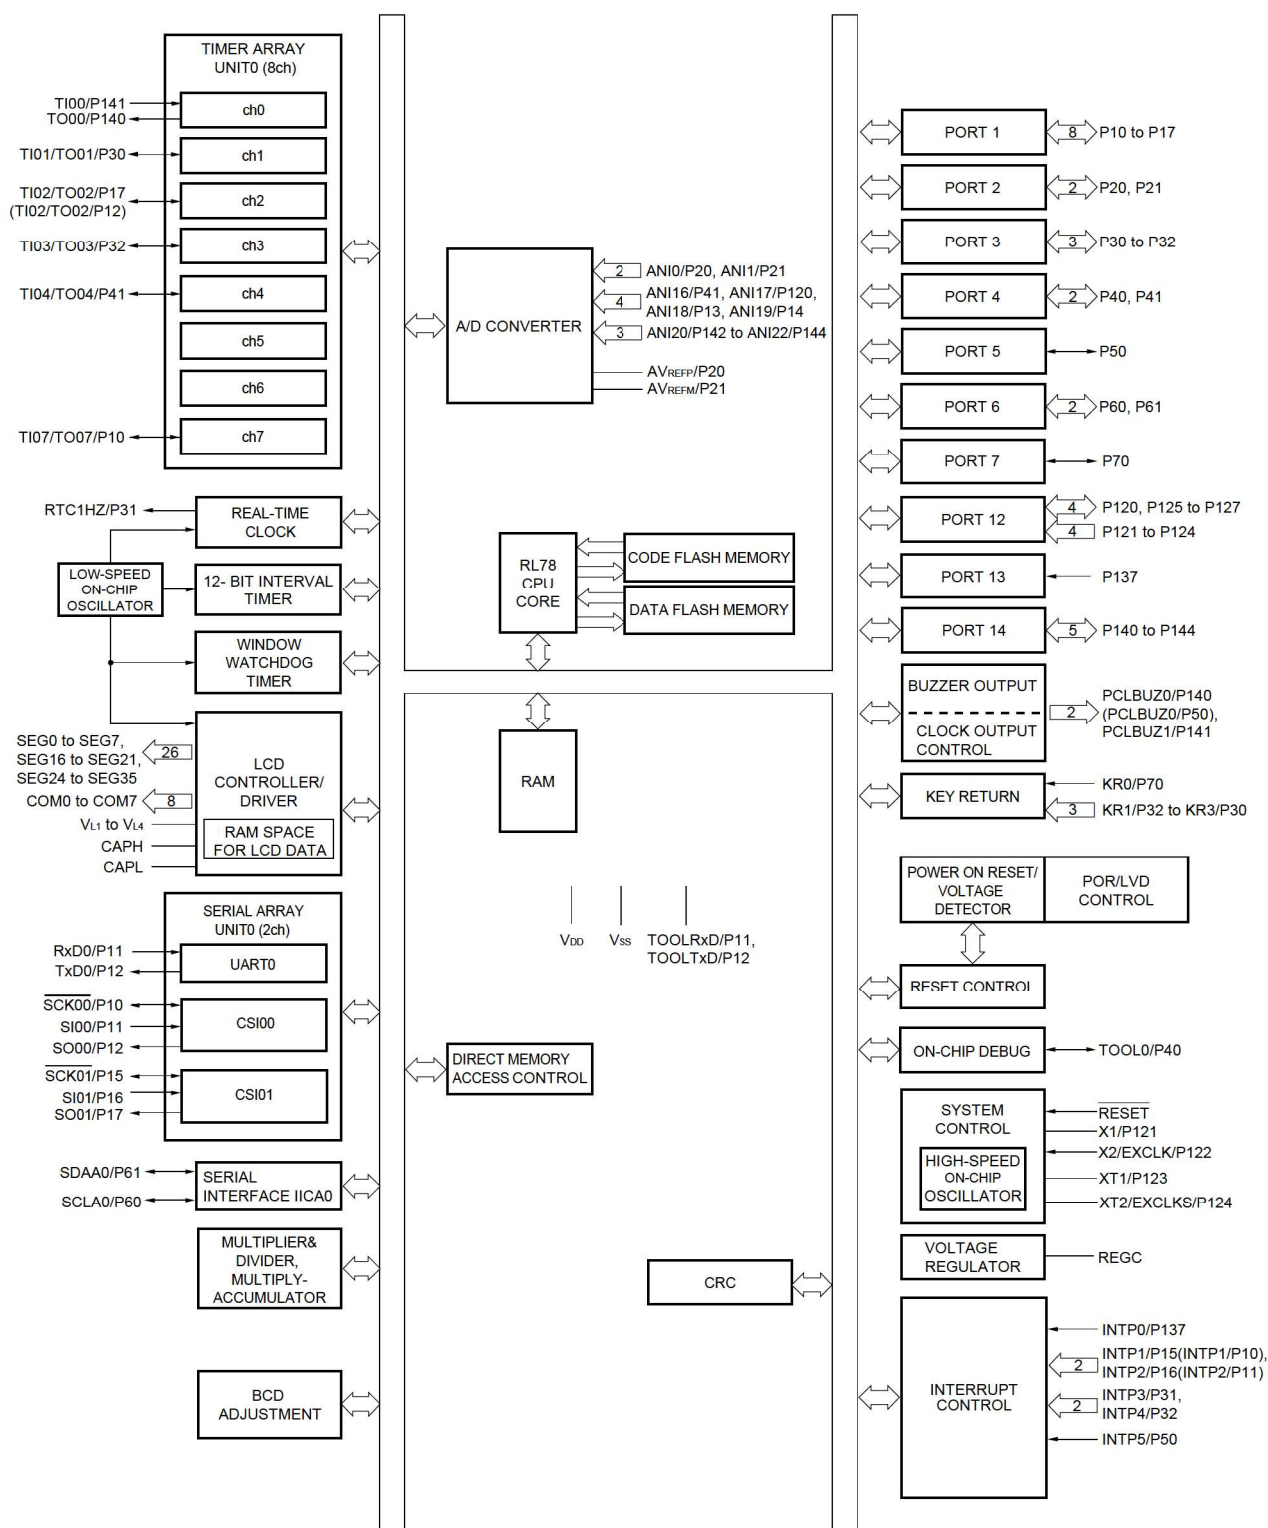 TIMER ARRAY
UNIT0 (8ch)
TI00/P141
TO00/P140
ch0
TI01/TO01/P30
ch1
TI02/TO02/P17
(TI02/TO02/P12)
ch2
TI03/TO03/P32
ch3
TI04/TO04/P41
ch4
ch5
ch6
TI07/TO07/P10
ch7
RTC1HZ/P31
REAL-TIME
CLOCK
LOW-SPEED
ON-CHIP
OSCILLATOR
12- BIT INTERVAL
TIMER
WINDOW
WATCHDOG
TIMER
SEG0 to SEG7,
SEG16 to SEG21,
SEG24 to SEG35
26
COM0 to COM7
8
VL1 to VL4
CAPH
CAPL
LCD
CONTROLLER/
DRIVER
RAM SPACE
FOR LCD DATA
SERIAL ARRAY
UNIT0 (2ch)
RxD0/P11
TxD0/P12
UART0
SCK00/P10
SI00/P11
SO00/P12
CSI00
SCK01/P15
SI01/P16
SO01/P17
CSI01
SDAA0/P61
SCLA0/P60
SERIAL
INTERFACE IICA0
MULTIPLIER&
DIVIDER,
MULTIPLY-
ACCUMULATOR
BCD
ADJUSTMENT
A/D CONVERTER
2
ANI0/P20, ANI1/P21
4
ANI16/P41, ANI17/P120,
ANI18/P13, ANI19/P14
3
ANI20/P142 to ANI22/P144
AVREFP/P20
AVREFM/P21
RL78
CPU
CORE
CODE FLASH MEMORY
DATA FLASH MEMORY
RAM
VDD
VSS
TOOLRxD/P11,
TOOLTxD/P12
DIRECT MEMORY
ACCESS CONTROL
CRC
PORT 1
8
P10 to P17
PORT 2
2
P20, P21
PORT 3
3
P30 to P32
PORT 4
2
P40, P41
PORT 5
P50
PORT 6
2
P60, P61
PORT 7
P70
PORT 12
4
P120, P125 to P127
4
P121 to P124
PORT 13
P137
PORT 14
5
P140 to P144
BUZZER OUTPUT
CLOCK OUTPUT
CONTROL
2
PCLBUZ0/P140
(PCLBUZ0/P50),
PCLBUZ1/P141
KEY RETURN
KR0/P70
3
KR1/P32 to KR3/P30
POWER ON RESET/
VOLTAGE
DETECTOR
POR/LVD
CONTROL
RESET CONTROL
ON-CHIP DEBUG
TOOL0/P40
SYSTEM
CONTROL
HIGH-SPEED
ON-CHIP
OSCILLATOR
RESET
X1/P121
X2/EXCLK/P122
XT1/P123
XT2/EXCLKS/P124
VOLTAGE
REGULATOR
REGC
INTERRUPT
CONTROL
INTP0/P137
2
INTP1/P15(INTP1/P10),
INTP2/P16(INTP2/P11)
2
INTP3/P31,
INTP4/P32
INTP5/P50